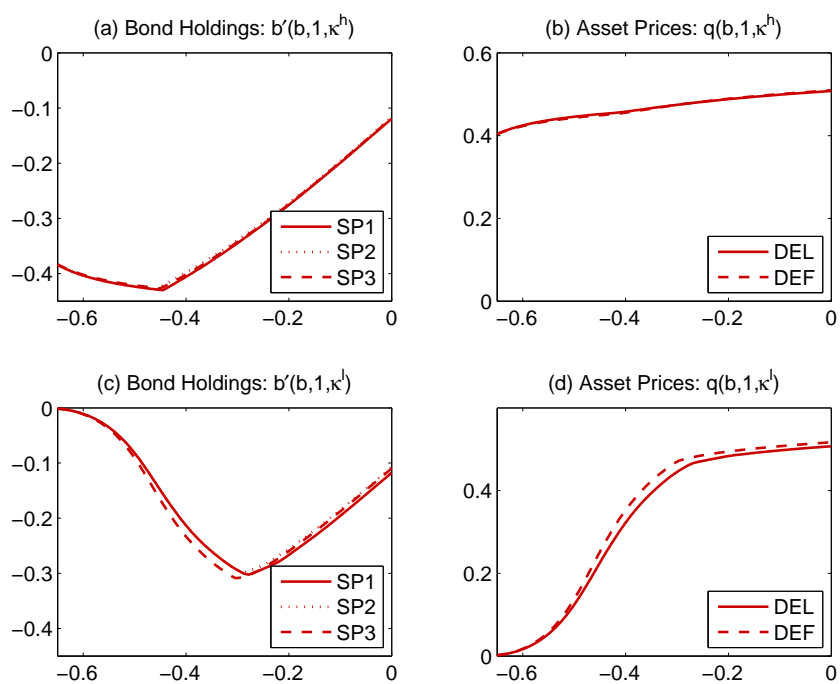 (a) Bond Holdings: b′(b,1,κʰ)
0
−0.1
−0.2
−0.3
−0.4
SP1
SP2
SP3
−0.6 −0.4 −0.2 0
(b) Asset Prices: q(b,1,κʰ)
0.6
0.4
0.2
0
DEL
DEF
−0.6 −0.4 −0.2 0
(c) Bond Holdings: b′(b,1,κˡ)
0
−0.1
−0.2
−0.3
−0.4
SP1
SP2
SP3
−0.6 −0.4 −0.2 0
(d) Asset Prices: q(b,1,κˡ)
0.4
0.2
0
DEL
DEF
−0.6 −0.4 −0.2 0